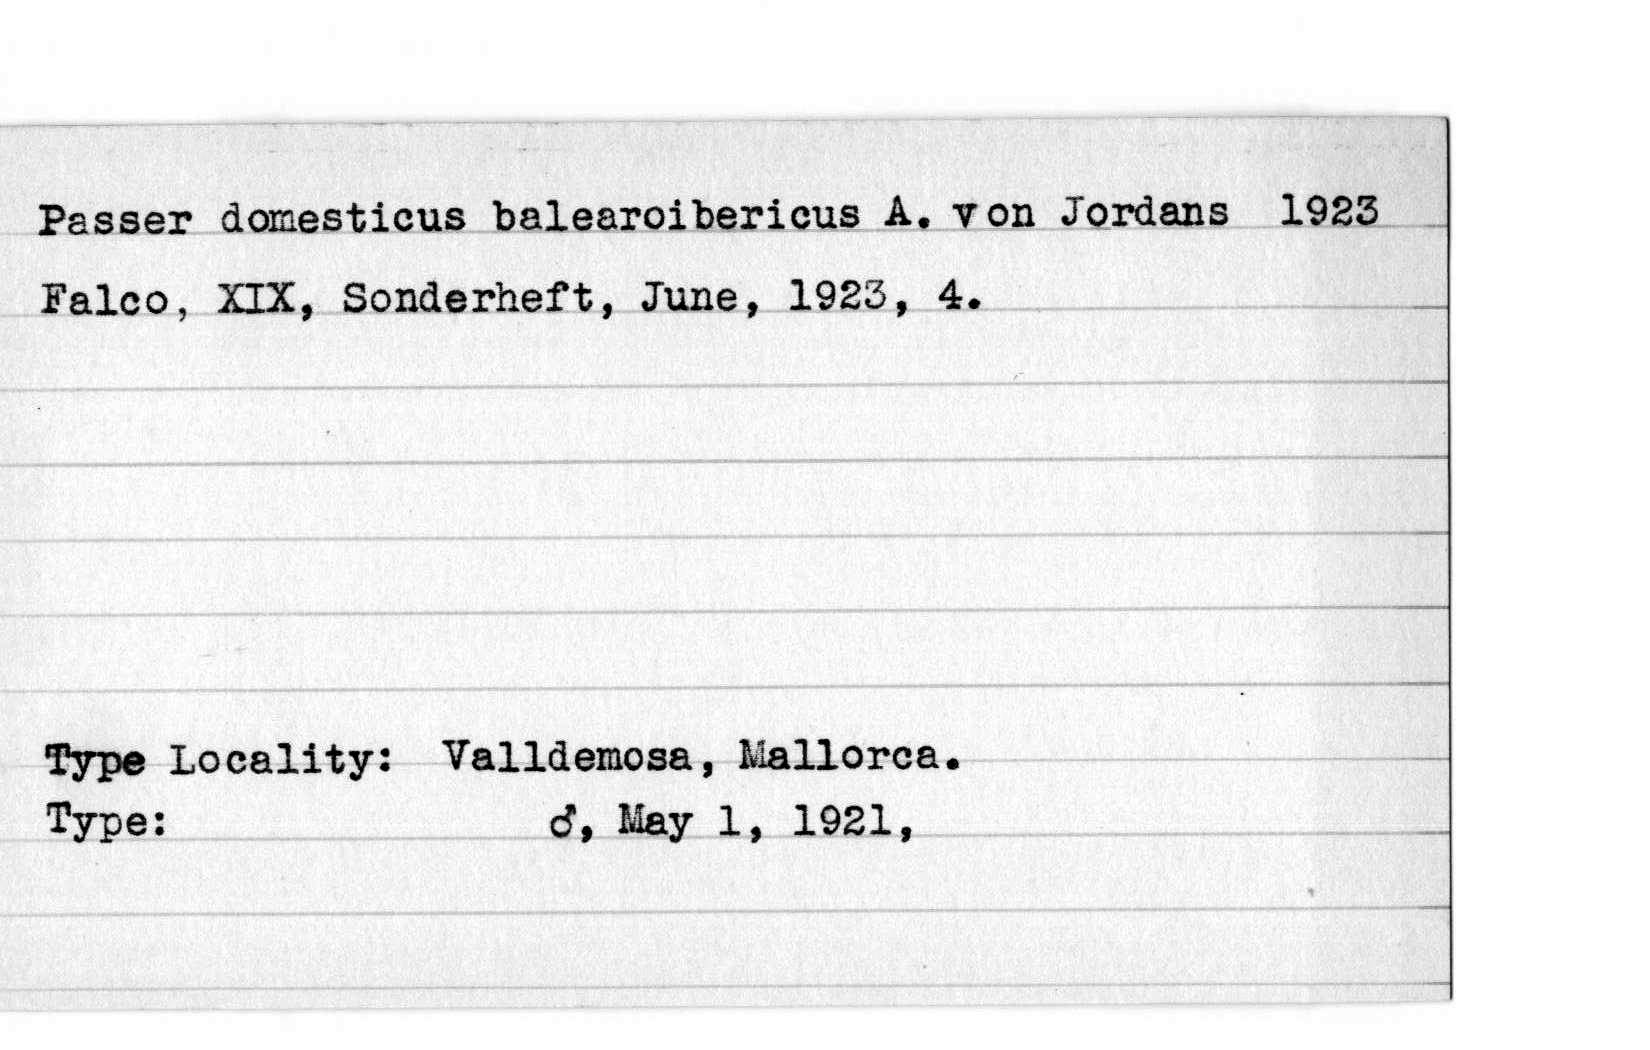 Passer domesticus balearoibericus A. von Jordans 1923
Falco, XIX, Sonderheft, June, 1923, 4.
Type Locality: Valldemosa, Mallorca.
Type: ♂, May 1, 1921,